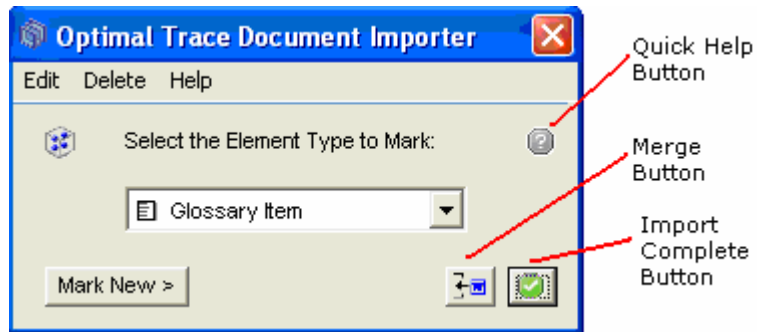 Optimal Trace Document Importer
Edit Delete Help
Select the Element Type to Mark:
Glossary Item
Mark New >
Quick Help
Button
Merge
Button
Import
Complete
Button